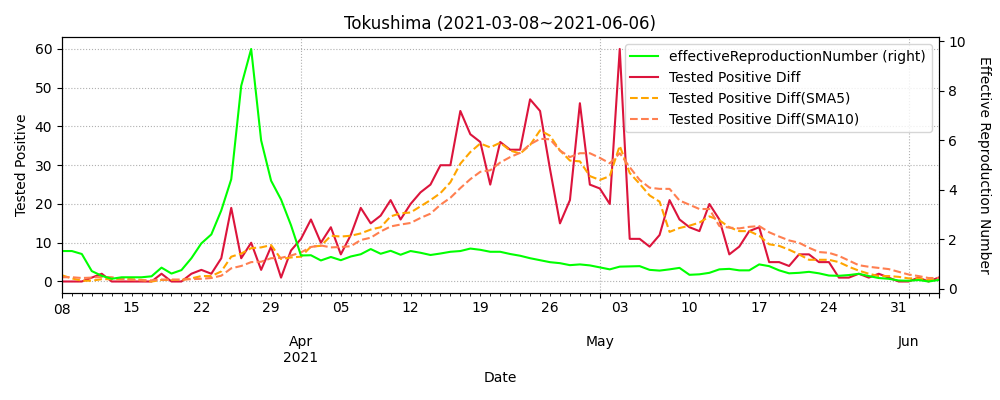 Tokushima (2021-03-08~2021-06-06)
effectiveReproductionNumber (right)
Tested Positive Diff
Tested Positive Diff(SMA5)
Tested Positive Diff(SMA10)
Tested Positive
60
50
40
30
20
10
0
10
8
6
4
2
0
Effective Reproduction Number
08 15 22 29 05 12 19 26 03 10 17 24 31
Apr May Jun
2021
Date